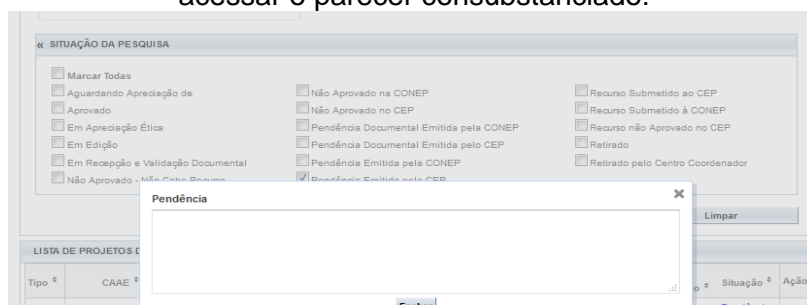 acessar o parecer consubstanciado.
« SITUAÇÃO DA PESQUISA
Marcar Todas
Aguardando Apreciação de
Aprovado
Em Apreciação Ética
Em Edição
Em Recepção e Validação Documental
Não Aprovado - Não Cabe Recurso
Não Aprovado na CONEP
Não Aprovado no CEP
Pendência Documental Emitida pela CONEP
Pendência Documental Emitida pelo CEP
Pendência Emitida pela CONEP
Pendência Emitida pelo CEP
Recurso Submetido ao CEP
Recurso Submetido à CONEP
Recurso não Aprovado no CEP
Retirado
Retirado pelo Centro Coordenador
Pendência
Limpar
LISTA DE PROJETOS D
Tipo CAAE Situação Ação